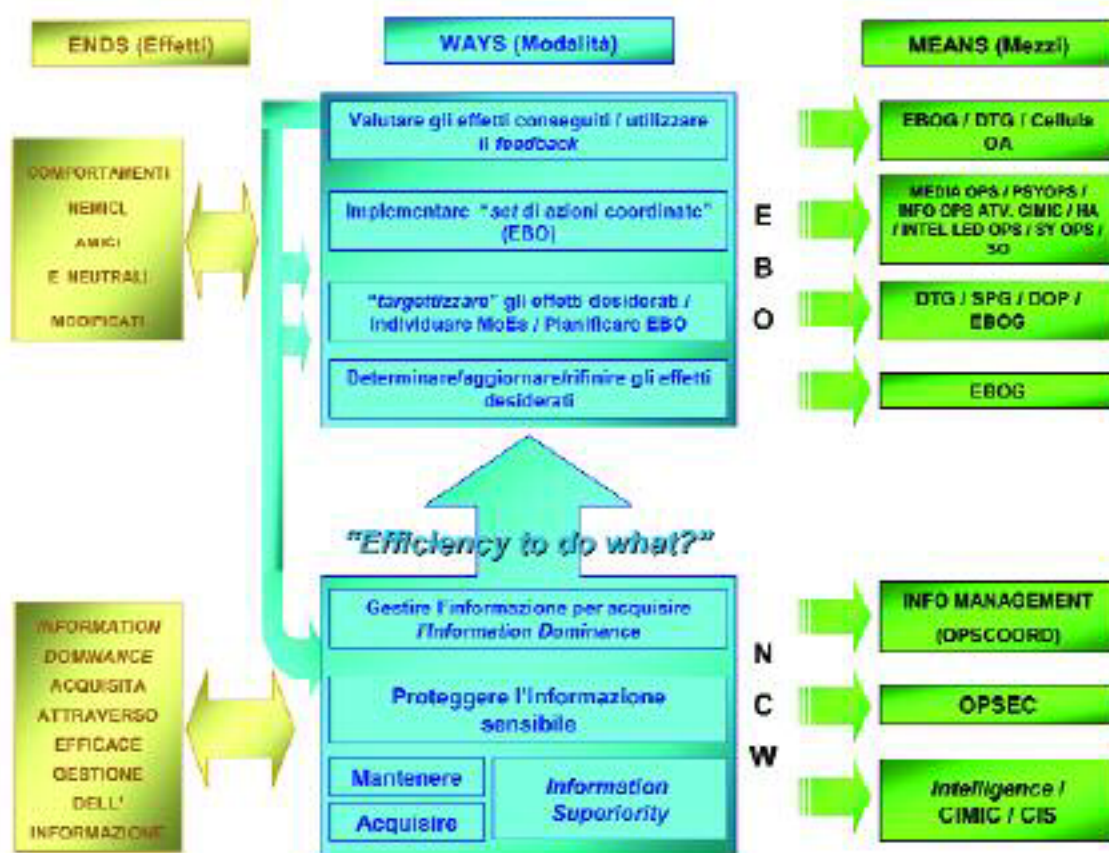 ENDS (Effetti)
WAYS (Modalità)
MEANS (Mezzi)
COMPORTAMENTI
NEMICI,
AMICI
E NEUTRALI
MODIFICATI
Valutare gli effetti conseguiti / utilizzare
il feedback
Implementare "set di azioni coordinate"
(EBO)
"targettizzare" gli effetti desiderati /
Individuare MoEs / Pianificare EBO
Determinare/aggiornare/rifinire gli effetti
desiderati
E
B
O
EBOG / DTG / Cellula
OA
MEDIA OPS / PSYOPS /
INFO OPS ATV. CIMIC / HA
/ INTEL LED OPS / SY OPS /
SO
DTG / SPG / DOP /
EBOG
EBOG
"Efficiency to do what?"
INFORMATION
DOMINANCE
ACQUISITA
ATTRAVERSO
EFFICACE
GESTIONE
DELL'
INFORMAZIONE
Gestire l'informazione per acquisire
l'Information Dominance
Proteggere l'Informazione
sensibile
Mantenere
Acquisire
Information
Superiority
N
C
W
INFO MANAGEMENT
(OPSCOORD)
OPSEC
Intelligence /
CIMIC / CIS